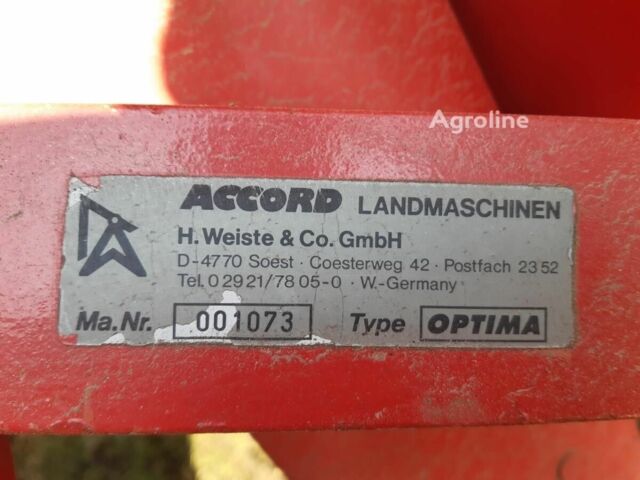 Agroline
ACCORD LANDMASCHINEN
H. Weiste & Co. GmbH
D-4770 Soest · Coesterweg 42 · Postfach 23 52
Tel. 0 29 21/78 05-0 · W.-Germany
Ma.Nr. 001073 Type OPTIMA